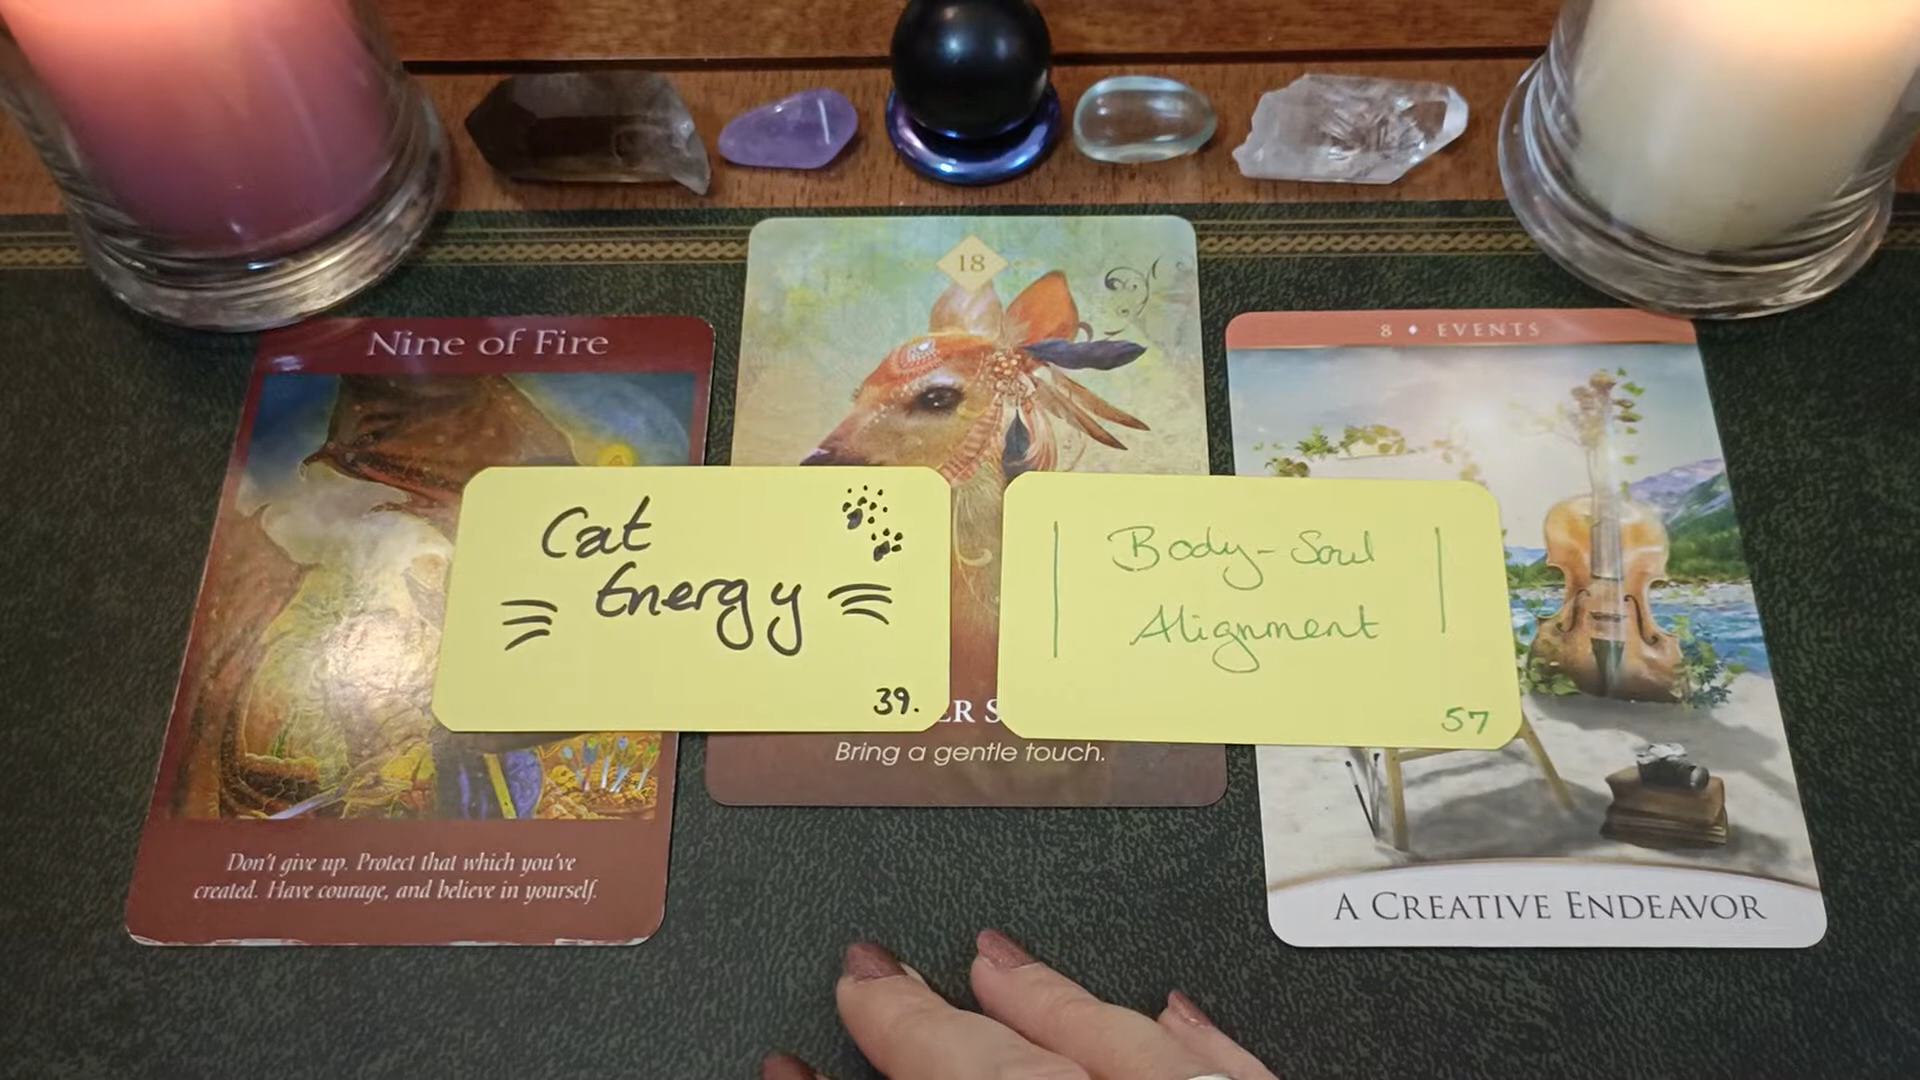 Nine of Fire
Don't give up. Protect that which you've
created. Have courage, and believe in yourself.
18
Bring a gentle touch.
8 • EVENTS
A CREATIVE ENDEAVOR
Cat
Energy
39.
Body-Soul
Alignment
57